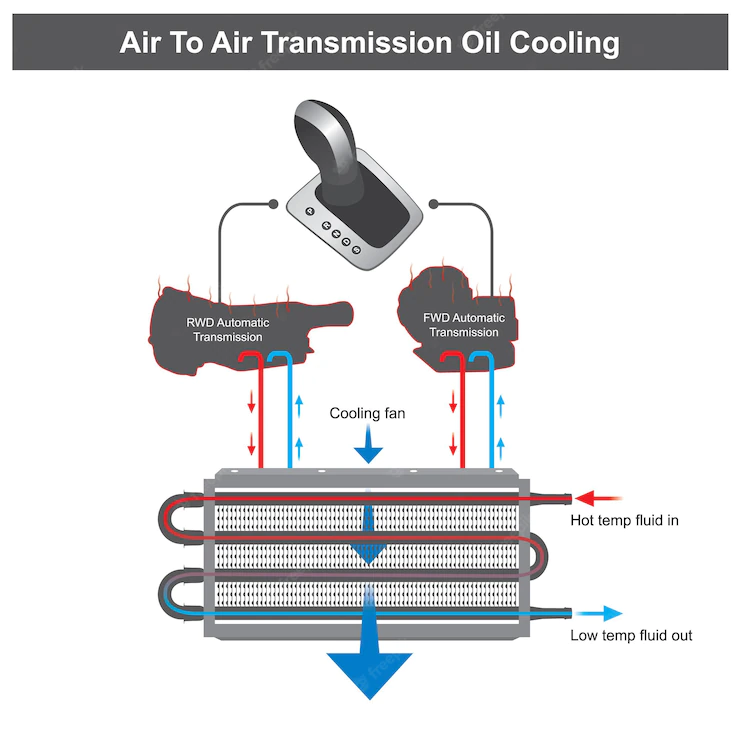 Air To Air Transmission Oil Cooling
RWD Automatic
Transmission
FWD Automatic
Transmission
Cooling fan
Hot temp fluid in
Low temp fluid out